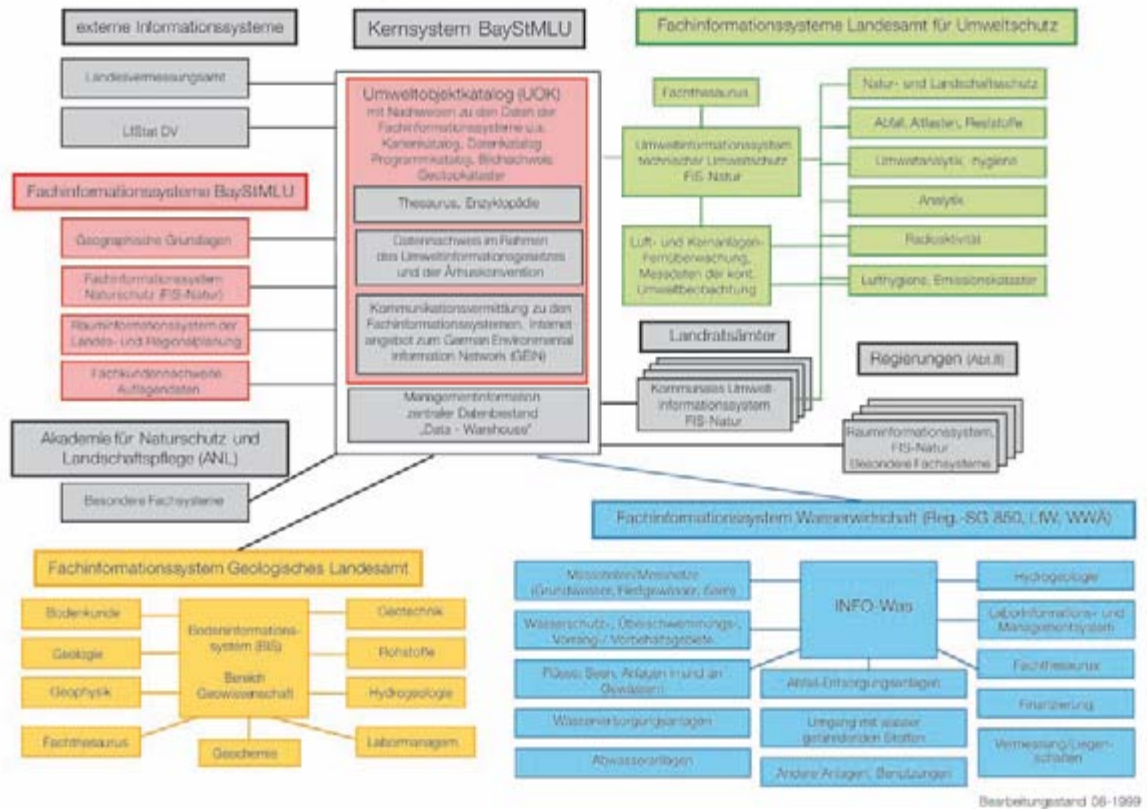 externe Informationssysteme
Landesvermessungsamt
LfStat DV
Fachinformationssysteme BayStMLU
Geographische Grundlagen
Fachinformationssystem
Naturschutz (FIS-Natur)
Rauminformationssystem der
Landes- und Regionalplanung
Fachkundennachweite
Auflagendaten
Akademie für Naturschutz und
Landschaftpflege (ANL)
Besondere Fachsysteme
Kernsystem BayStMLU
Umweltobjektkatalog (UOK)
mit Nachweisen zu den Daten der
Fachinformationssysteme u.a.
Kartenkatalog, Datenkatalog
Programmkatalog, Bildnachweis
Geotopkataster
Thesaurus, Enzyklopädie
Datennachweis im Rahmen
des Umweltinformationsgesetzes
und der Århuskonvention
Kommunikationsvermittlung zu den
Fachinformationssystemen, Internet
angebot zum German Environmental
Information Network (GEIN)
Managementinformation
zentraler Datenbestand
„Data - Warehouse"
Fachinformationssysteme Landesamt für Umweltschutz
Fachthesaurus
Umweltinformationssystem
technischer Umweltschutz
FIS-Natur
Luft- und Kernanlagen-
Fernüberwachung,
Messdaten der kont.
Umweltbeobachtung
Natur- und Landschaftsschutz
Abfall, Altlasten, Reststoffe
Umweltanalytik -hygiene
Analytik
Radioaktivität
Lufthygiene, Emissionskataster
Landratsämter
Kommunales Umwelt-
informationssystem
FIS-Natur
Regierungen (Abt.8)
Rauminformationssystem,
FIS-Natur
Besondere Fachsysteme
Fachinformationssystem Geologisches Landesamt
Bodenkunde
Geologie
Geophysik
Fachthesaurus
Bodeninformations-
system (BIS)
Bereich
Geowissenschaft
Geochemie
Geotechnik
Rohstoffe
Hydrogeologie
Labormanagem.
Fachinformationssystem Wasserwirtschaft (Reg.-SG 850, LfW, WWA)
Messstellen/Messnetze
(Grundwasser, Fließgewässer, Seen)
Wasserschutz-, Überschwemmungs-,
Vorrang-/ Vorbehaltsgebiete
Flüsse, Seen, Anlagen in und an
Gewässern
Wasserversorgungsanlagen
Abwasseranlagen
INFO-Was
Abfall-Entsorgungsanlagen
Umgang mit wasser
gefährdenden Stoffen
Andere Anlagen, Benutzungen
Hydrogeologie
Laborinformations- und
Managementsystem
Fachthesaurus
Finanzierung
Vermessung/Liegen-
schaften
Bearbeitungsstand 08-1999